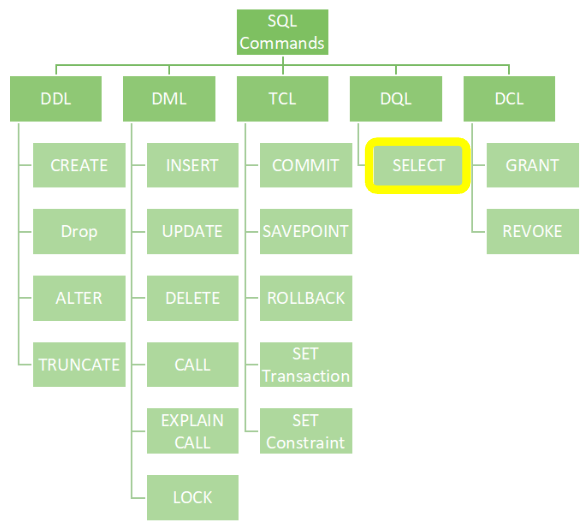 SQL
Commands
DDL
DML
TCL
DQL
DCL
CREATE
INSERT
COMMIT
SELECT
GRANT
Drop
UPDATE
SAVEPOINT
REVOKE
ALTER
DELETE
ROLLBACK
TRUNCATE
CALL
SET
Transaction
EXPLAIN
CALL
SET
Constraint
LOCK